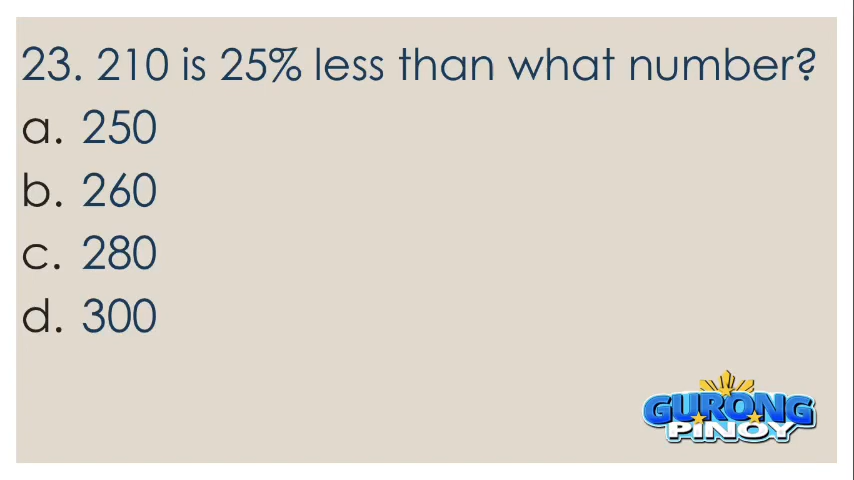 23. 210 is 25% less than what number?
a. 250
b. 260
c. 280
d. 300
GURONG
PINOY